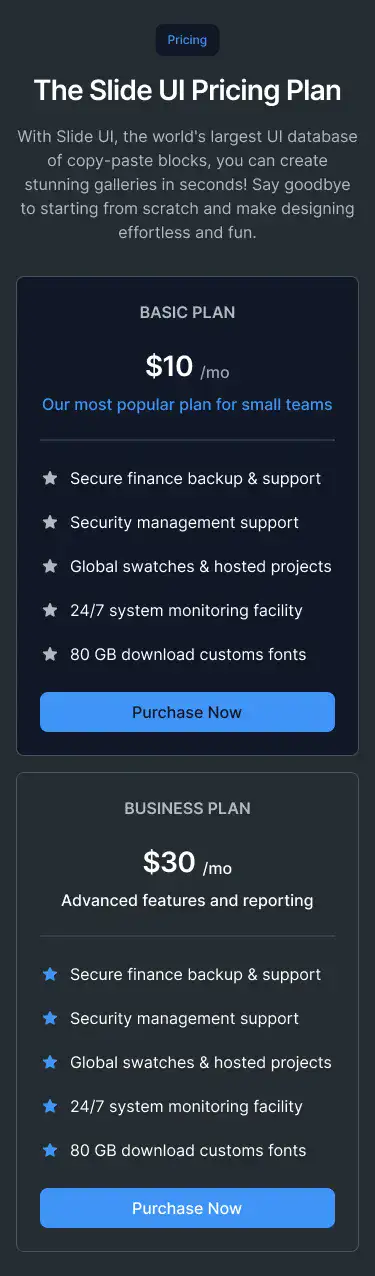 Pricing
The Slide UI Pricing Plan
With Slide UI, the world's largest UI database
of copy-paste blocks, you can create
stunning galleries in seconds! Say goodbye
to starting from scratch and make designing
effortless and fun.
BASIC PLAN
$10 /mo
Our most popular plan for small teams
Secure finance backup & support
Security management support
Global swatches & hosted projects
24/7 system monitoring facility
80 GB download customs fonts
Purchase Now
BUSINESS PLAN
$30 /mo
Advanced features and reporting
Secure finance backup & support
Security management support
Global swatches & hosted projects
24/7 system monitoring facility
80 GB download customs fonts
Purchase Now